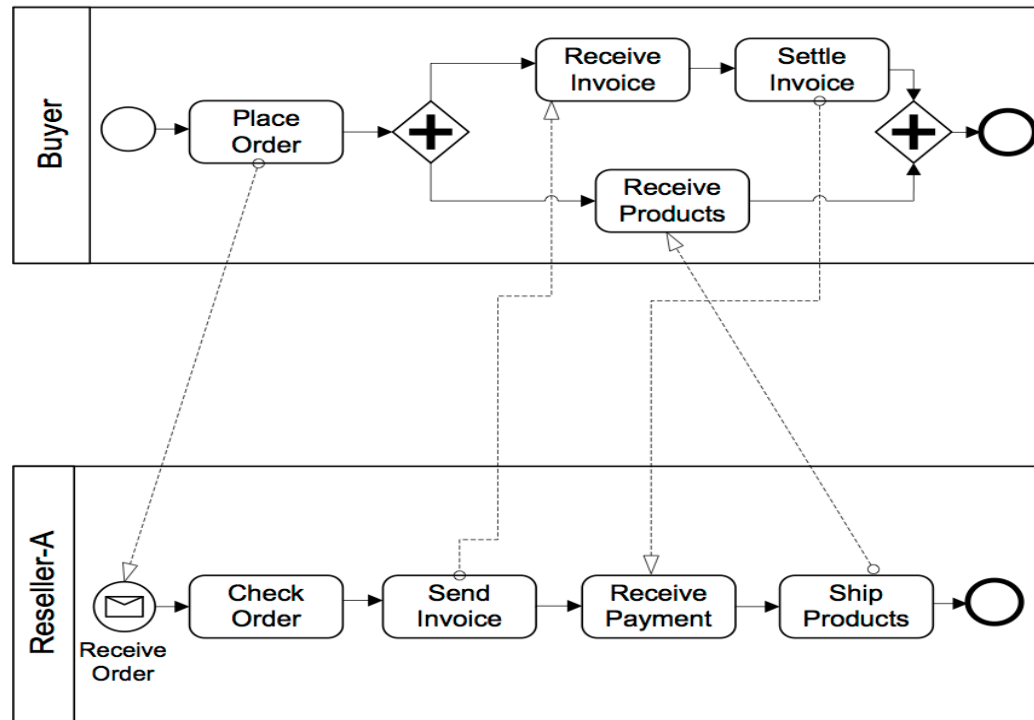 Buyer
Place
Order
Receive
Invoice
Settle
Invoice
Receive
Products
Reseller-A
Receive
Order
Check
Order
Send
Invoice
Receive
Payment
Ship
Products